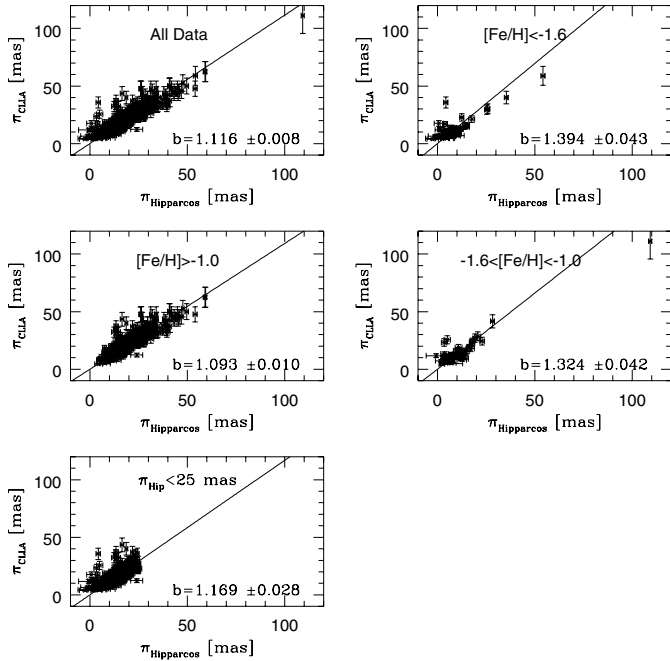 All Data
b=1.116 ±0.008
100
50
0
0 50 100
π_CLLA [mas]
π_Hipparcos [mas]
[Fe/H]<-1.6
b=1.394 ±0.043
100
50
0
0 50 100
π_CLLA [mas]
π_Hipparcos [mas]
[Fe/H]>-1.0
b=1.093 ±0.010
100
50
0
0 50 100
π_CLLA [mas]
π_Hipparcos [mas]
-1.6<[Fe/H]<-1.0
b=1.324 ±0.042
100
50
0
0 50 100
π_CLLA [mas]
π_Hipparcos [mas]
π_Hip<25 mas
b=1.169 ±0.028
100
50
0
0 50 100
π_CLLA [mas]
π_Hipparcos [mas]